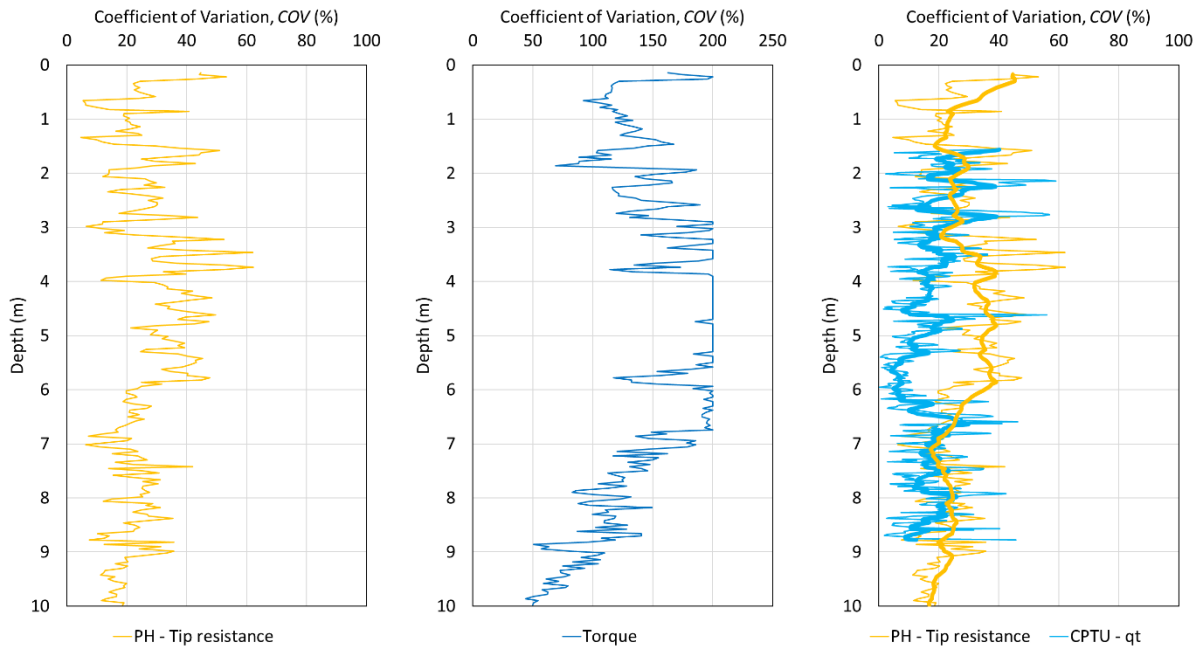 Coefficient of Variation, COV (%)
0 20 40 60 80 100
0
1
2
3
4
5
6
7
8
9
10
Depth (m)
PH - Tip resistance
Coefficient of Variation, COV (%)
0 50 100 150 200 250
0
1
2
3
4
5
6
7
8
9
10
Depth (m)
Torque
Coefficient of Variation, COV (%)
0 20 40 60 80 100
0
1
2
3
4
5
6
7
8
9
10
Depth (m)
PH - Tip resistance CPTU - qt